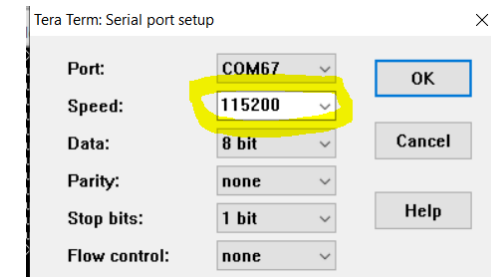 Tera Term: Serial port setup
Port: COM67 OK
Speed: 115200
Data: 8 bit Cancel
Parity: none
Stop bits: 1 bit Help
Flow control: none